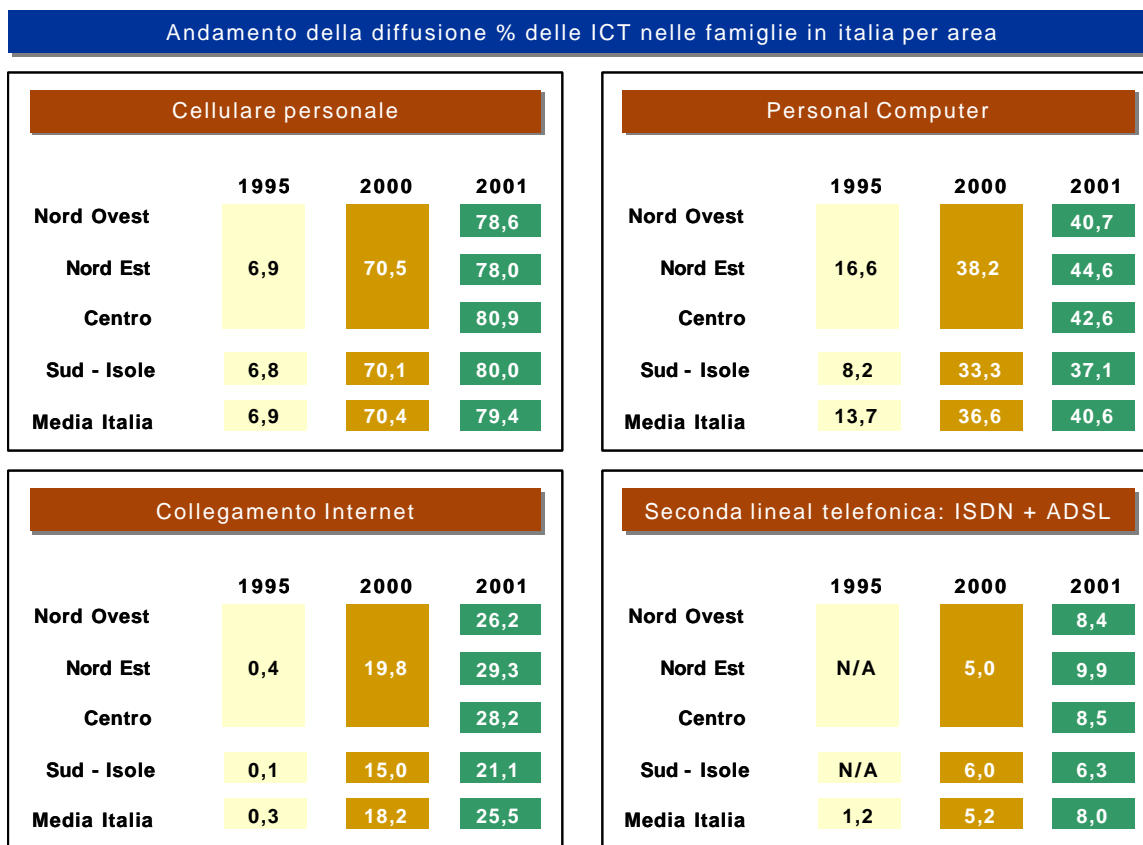 Andamento della diffusione % delle ICT nelle famiglie in italia per area
Cellulare personale
1995 2000 2001
Nord Ovest 78,6
Nord Est 6,9 70,5 78,0
Centro 80,9
Sud - Isole 6,8 70,1 80,0
Media Italia 6,9 70,4 79,4
Personal Computer
1995 2000 2001
Nord Ovest 40,7
Nord Est 16,6 38,2 44,6
Centro 42,6
Sud - Isole 8,2 33,3 37,1
Media Italia 13,7 36,6 40,6
Collegamento Internet
1995 2000 2001
Nord Ovest 26,2
Nord Est 0,4 19,8 29,3
Centro 28,2
Sud - Isole 0,1 15,0 21,1
Media Italia 0,3 18,2 25,5
Seconda lineal telefonica: ISDN + ADSL
1995 2000 2001
Nord Ovest 8,4
Nord Est N/A 5,0 9,9
Centro 8,5
Sud - Isole N/A 6,0 6,3
Media Italia 1,2 5,2 8,0